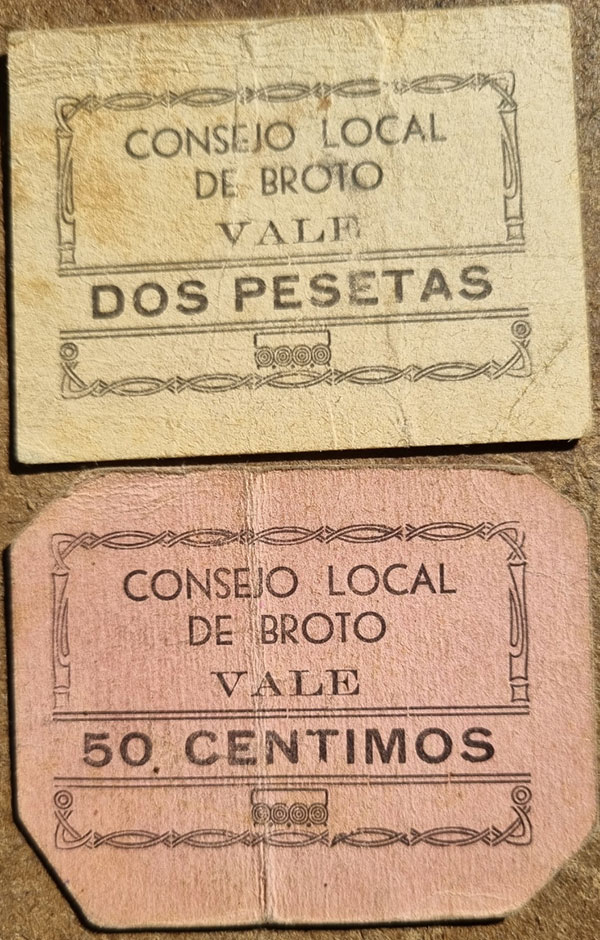 CONSEJO LOCAL
DE BROTO
VALE
DOS PESETAS
CONSEJO LOCAL
DE BROTO
VALE
50 CENTIMOS